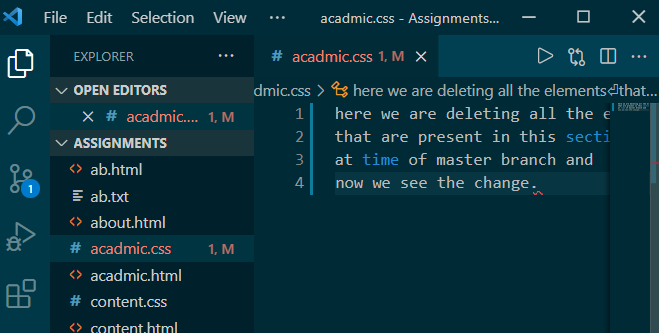 File Edit Selection View ... acadmic.css - Assignments...
EXPLORER ...
acadmic.css 1, M
OPEN EDITORS
acadmic.... 1, M
dmic.css > here we are deleting all the elements⏎that...
ASSIGNMENTS
ab.html
ab.txt
about.html
acadmic.css 1, M
acadmic.html
content.css
content.html
1 here we are deleting all the e
2 that are present in this secti
3 at time of master branch and
4 now we see the change.
1